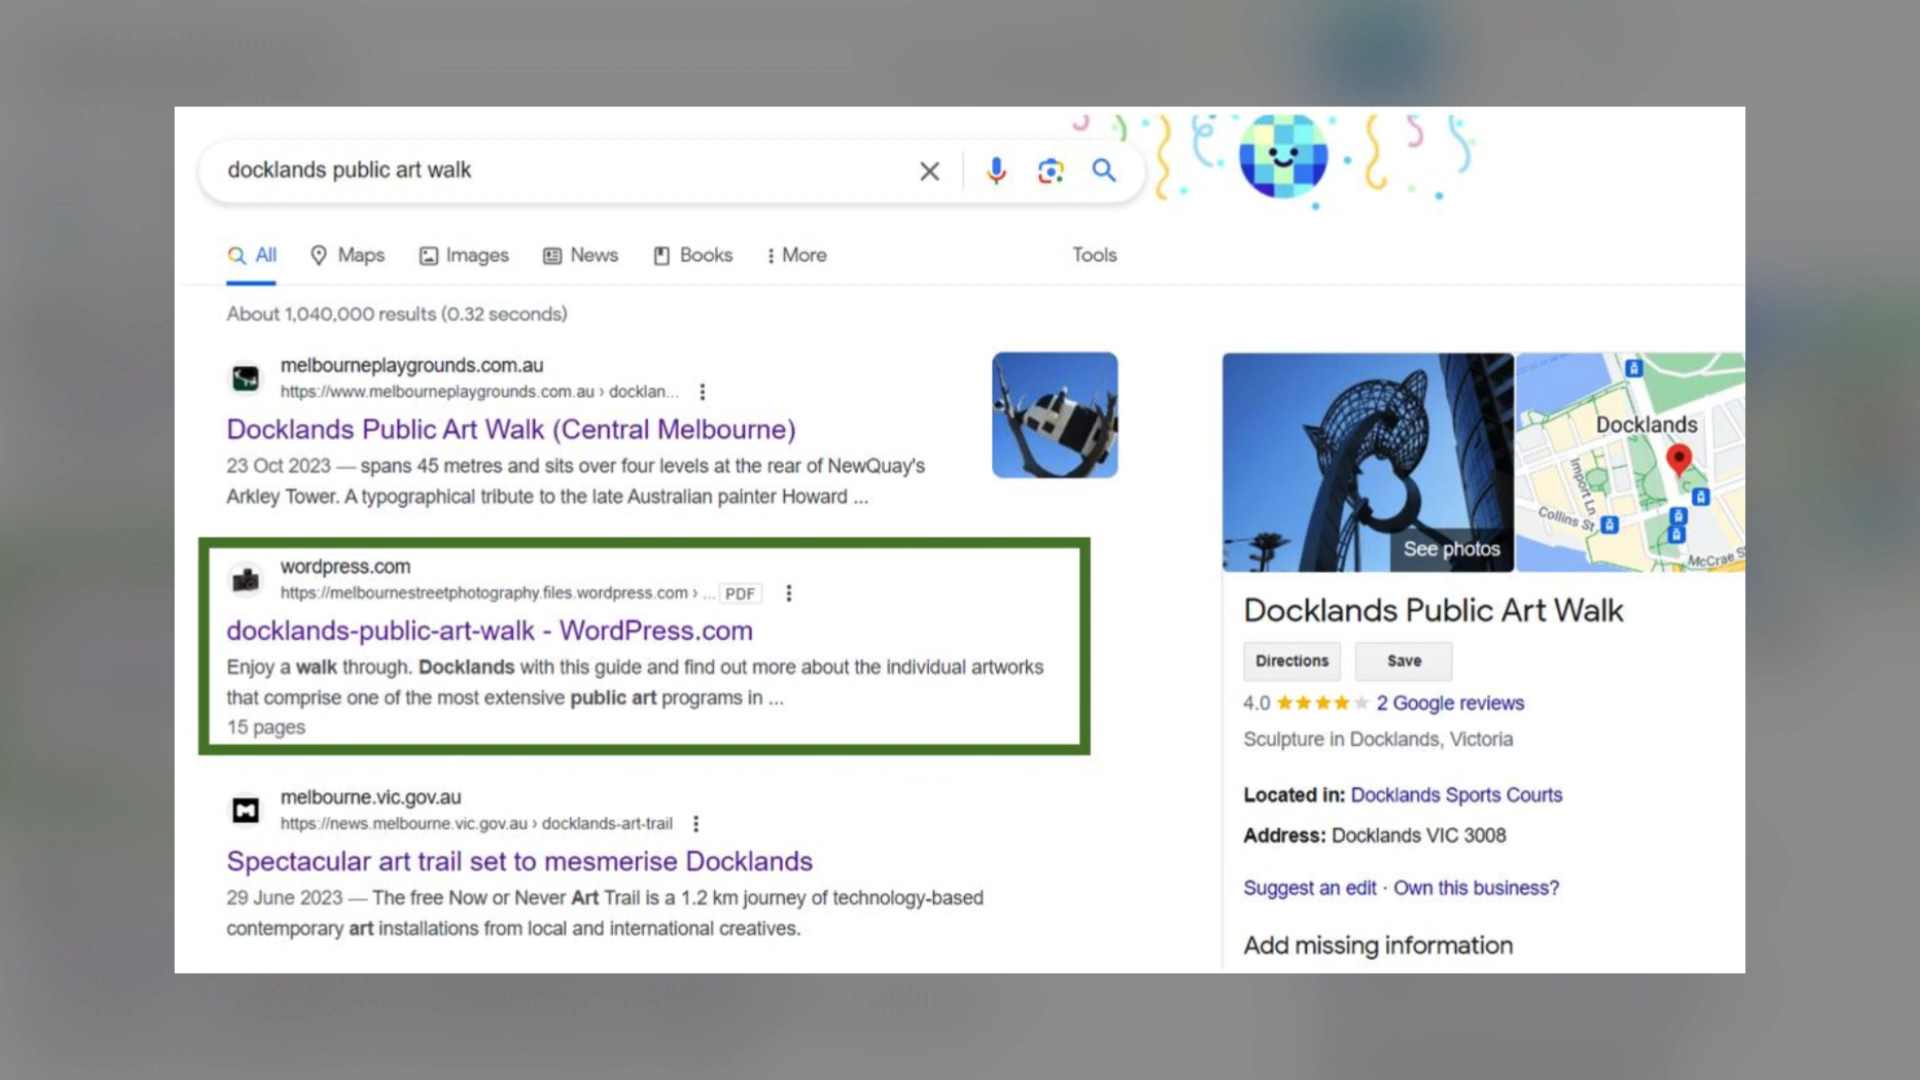 docklands public art walk
All
Maps
Images
News
Books
More
Tools
About 1,040,000 results (0.32 seconds)
melbourneplaygrounds.com.au
https://www.melbourneplaygrounds.com.au › docklan...
Docklands Public Art Walk (Central Melbourne)
23 Oct 2023 — spans 45 metres and sits over four levels at the rear of NewQuay's
Arkley Tower. A typographical tribute to the late Australian painter Howard ...
wordpress.com
https://melbournestreetphotography.files.wordpress.com › ... PDF
docklands-public-art-walk - WordPress.com
Enjoy a walk through. Docklands with this guide and find out more about the individual artworks
that comprise one of the most extensive public art programs in ...
15 pages
melbourne.vic.gov.au
https://news.melbourne.vic.gov.au › docklands-art-trail
Spectacular art trail set to mesmerise Docklands
29 June 2023 — The free Now or Never Art Trail is a 1.2 km journey of technology-based
contemporary art installations from local and international creatives.
See photos
Docklands
Import Ln
Collins St
McCrae S
Docklands Public Art Walk
Directions
Save
4.0 2 Google reviews
Sculpture in Docklands, Victoria
Located in: Docklands Sports Courts
Address: Docklands VIC 3008
Suggest an edit · Own this business?
Add missing information